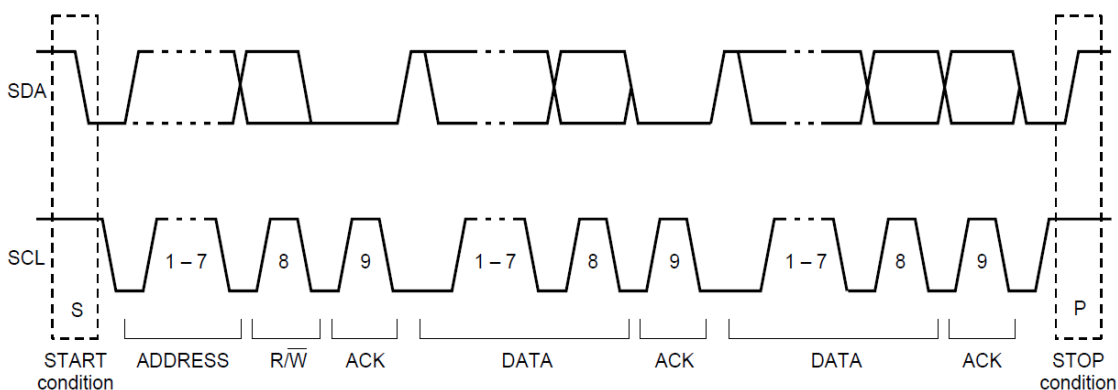 SDA
SCL
1 – 7 8 9 1 – 7 8 9 1 – 7 8 9
S P
START condition ADDRESS R/W̅ ACK DATA ACK DATA ACK STOP condition